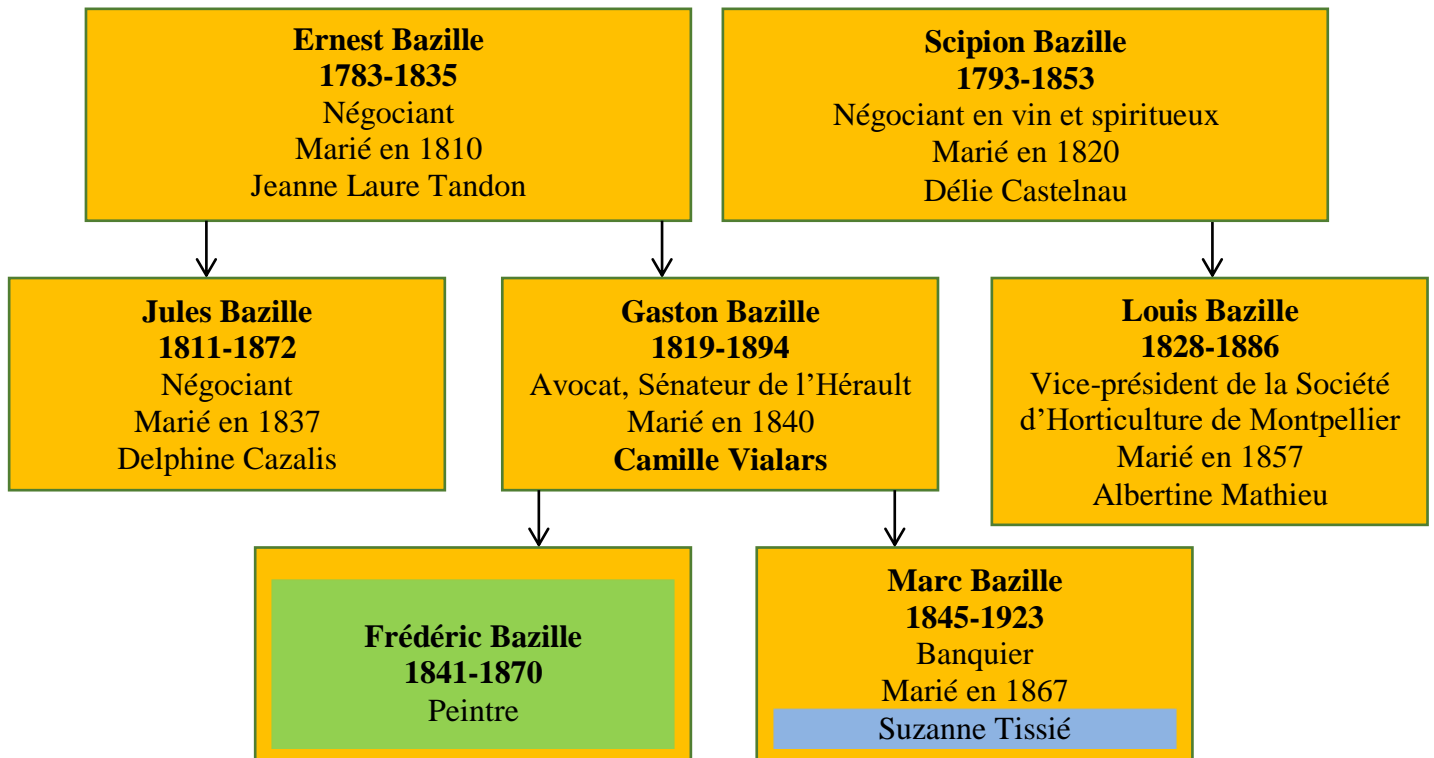 Ernest Bazille
1783-1835
Négociant
Marié en 1810
Jeanne Laure Tandon
Scipion Bazille
1793-1853
Négociant en vin et spiritueux
Marié en 1820
Délie Castelnau
Jules Bazille
1811-1872
Négociant
Marié en 1837
Delphine Cazalis
Gaston Bazille
1819-1894
Avocat, Sénateur de l’Hérault
Marié en 1840
Camille Vialars
Louis Bazille
1828-1886
Vice-président de la Société
d’Horticulture de Montpellier
Marié en 1857
Albertine Mathieu
Frédéric Bazille
1841-1870
Peintre
Marc Bazille
1845-1923
Banquier
Marié en 1867
Suzanne Tissié